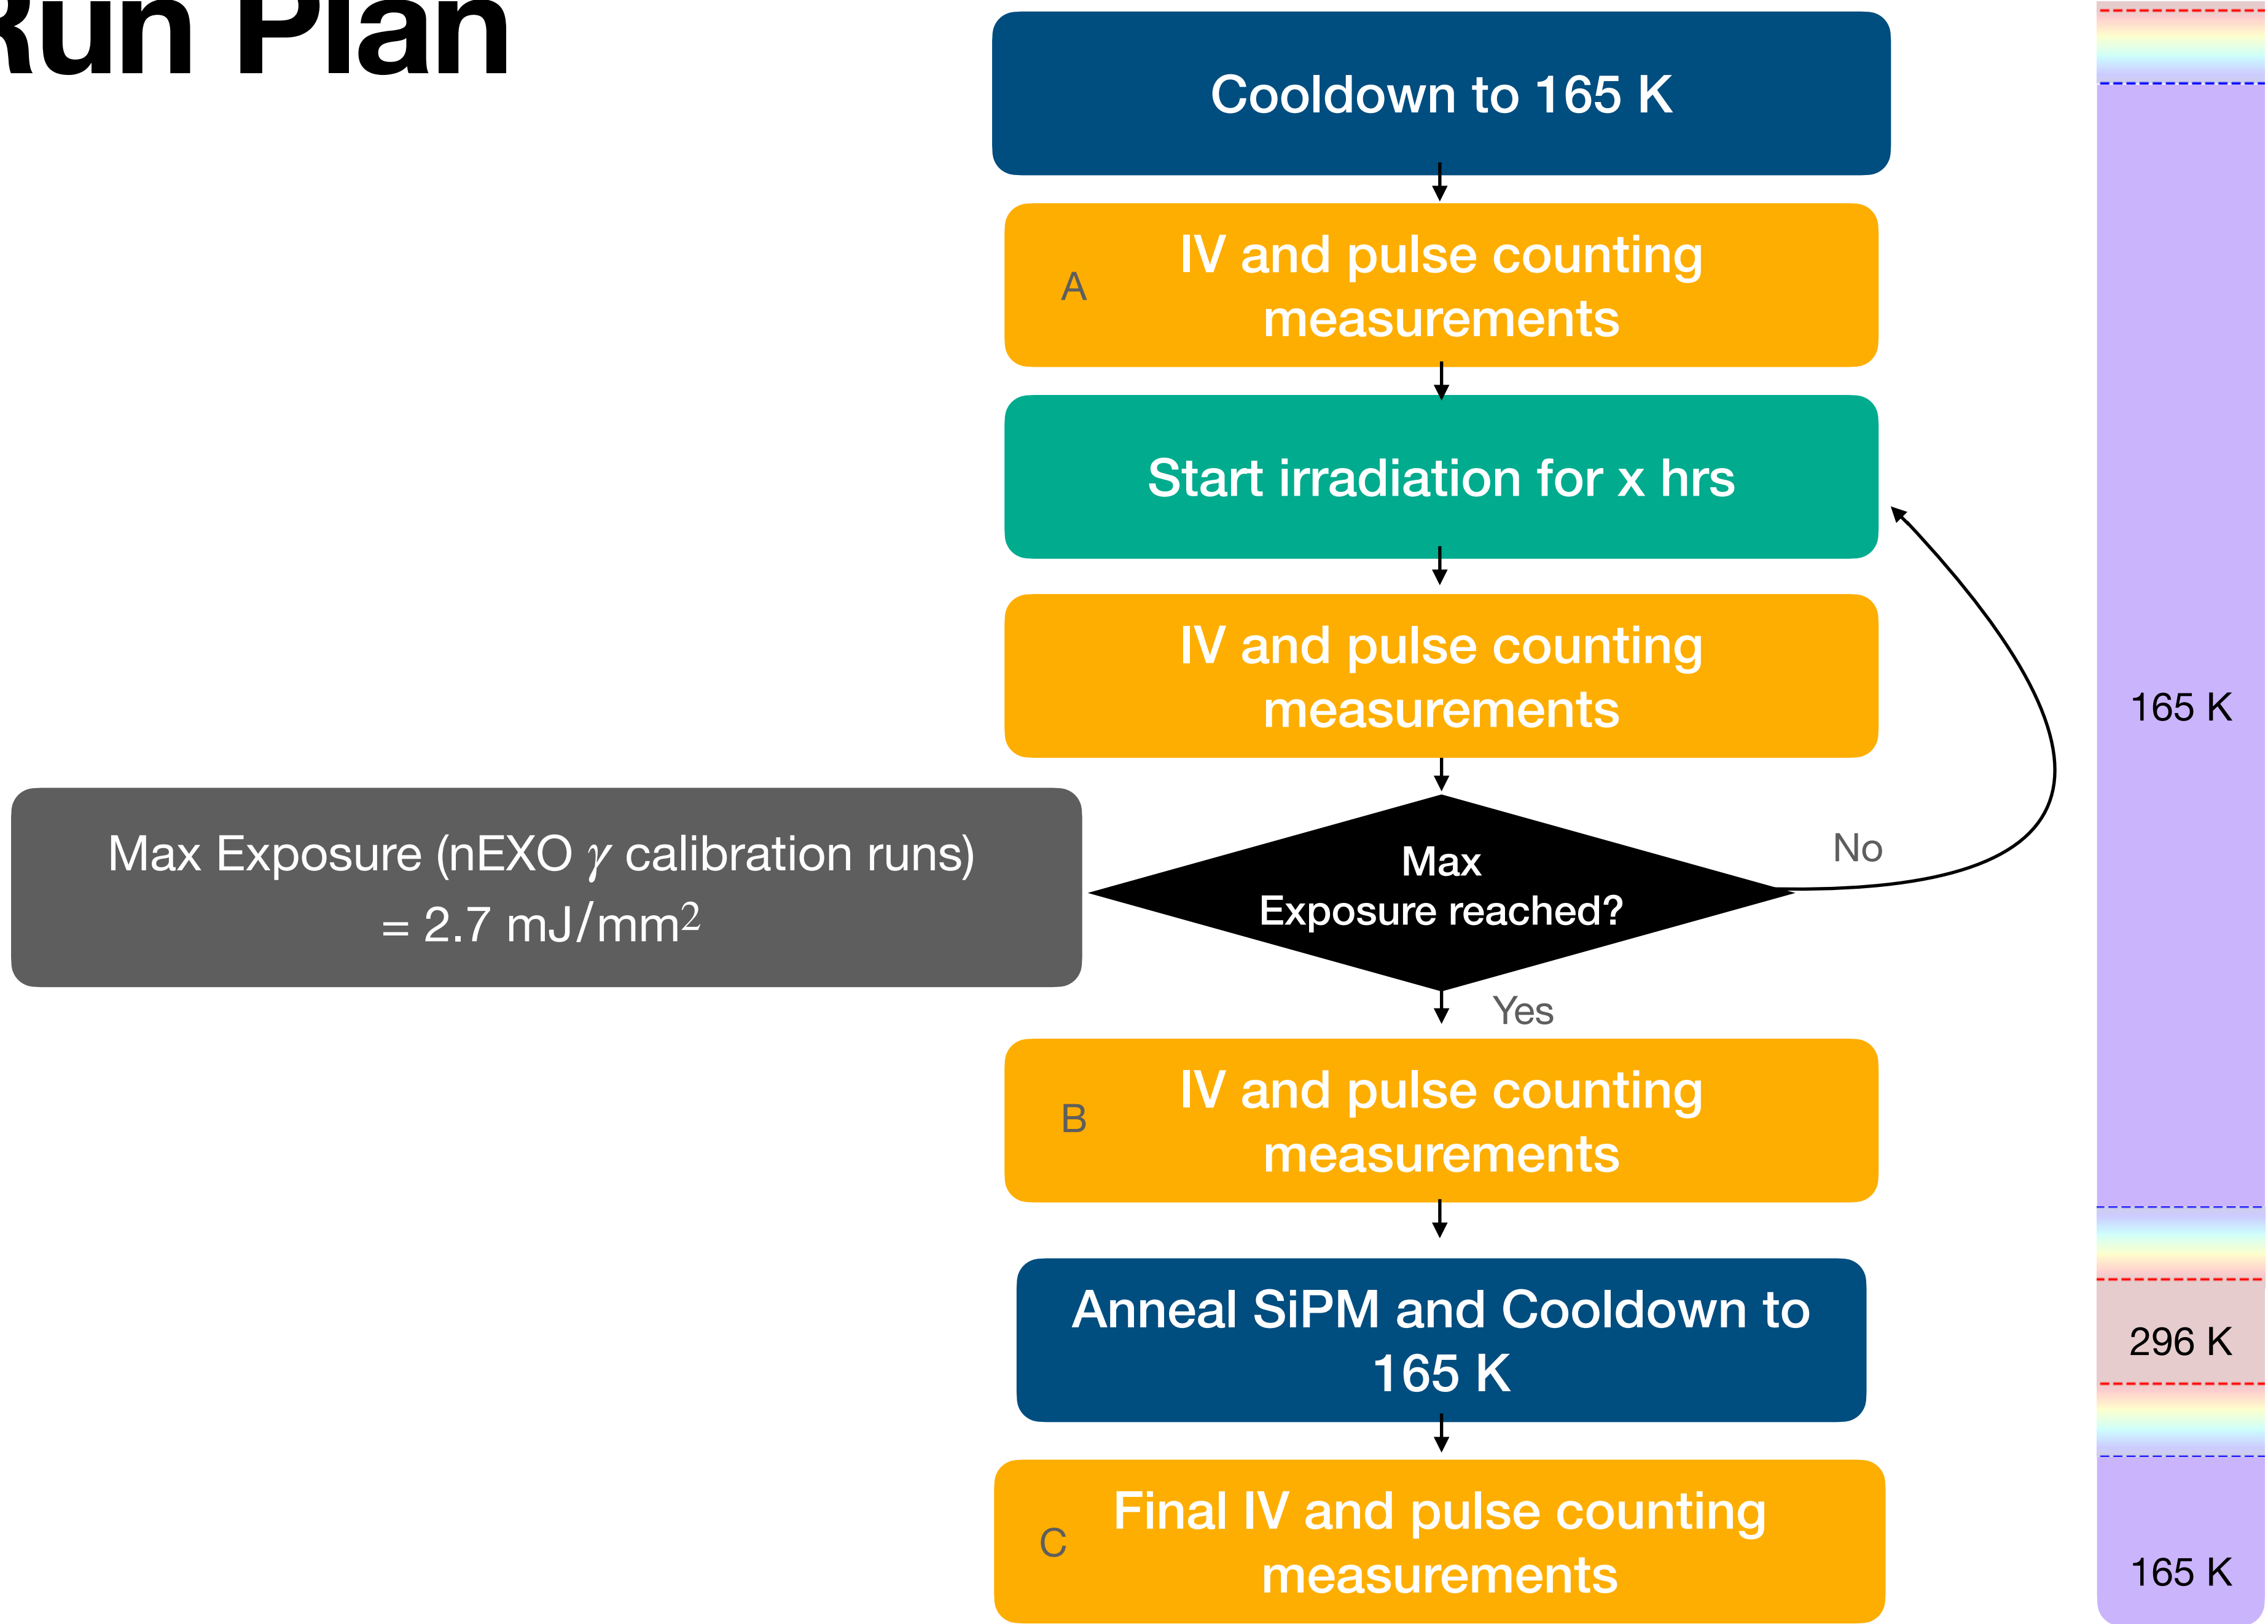 Run Plan
Cooldown to 165 K
A
IV and pulse counting
measurements
Start irradiation for x hrs
IV and pulse counting
measurements
165 K
Max Exposure (nEXO γ calibration runs)
= 2.7 mJ/mm²
Max
Exposure reached?
No
Yes
B
IV and pulse counting
measurements
Anneal SiPM and Cooldown to
165 K
296 K
C
Final IV and pulse counting
measurements
165 K